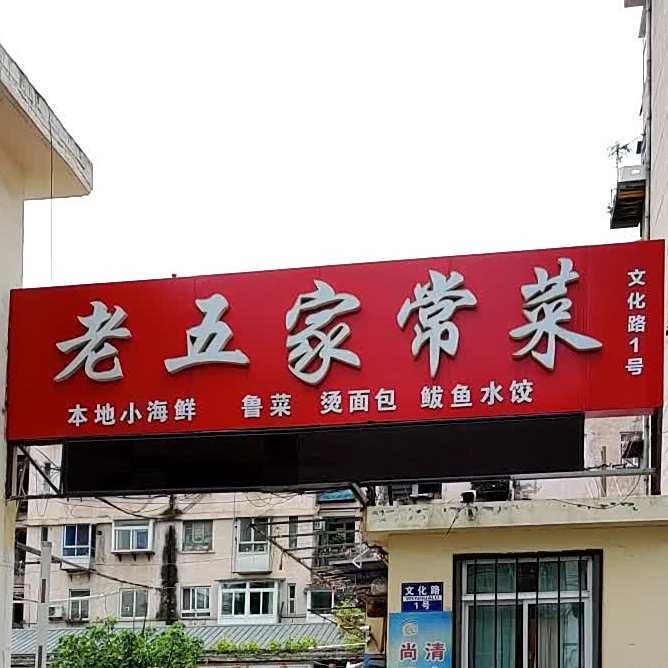 老五家常菜
文化路1号
本地小海鲜 鲁菜 烫面包 鲅鱼水饺
文化路
1号
尚清